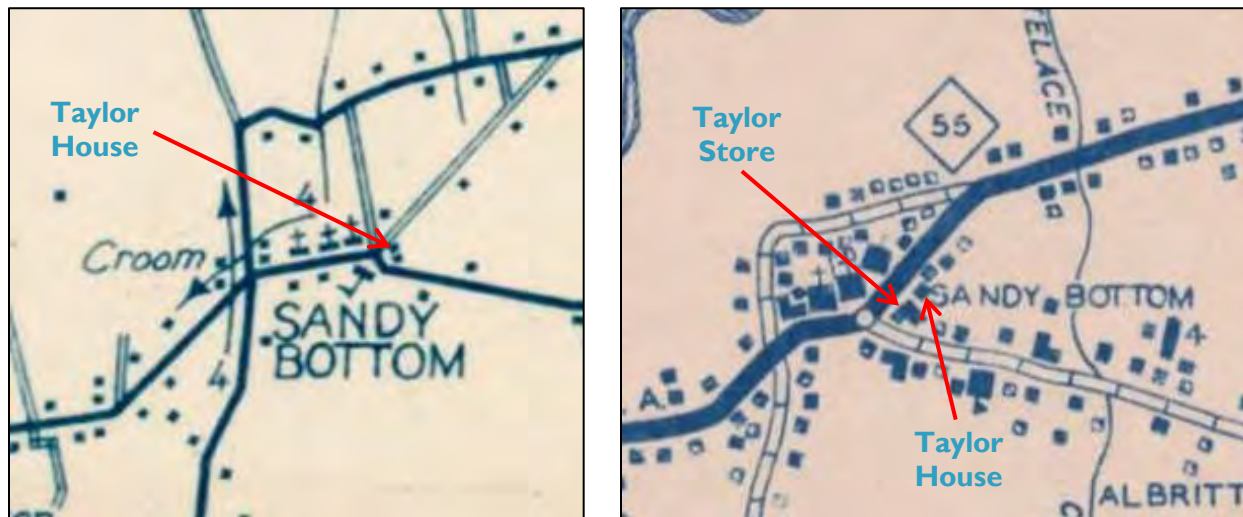 Taylor
House
4
Croom
SANDY
BOTTOM
4
Taylor
Store
55
ELACE
SANDY BOTTOM
4
A.
Taylor
House
ALBRITT